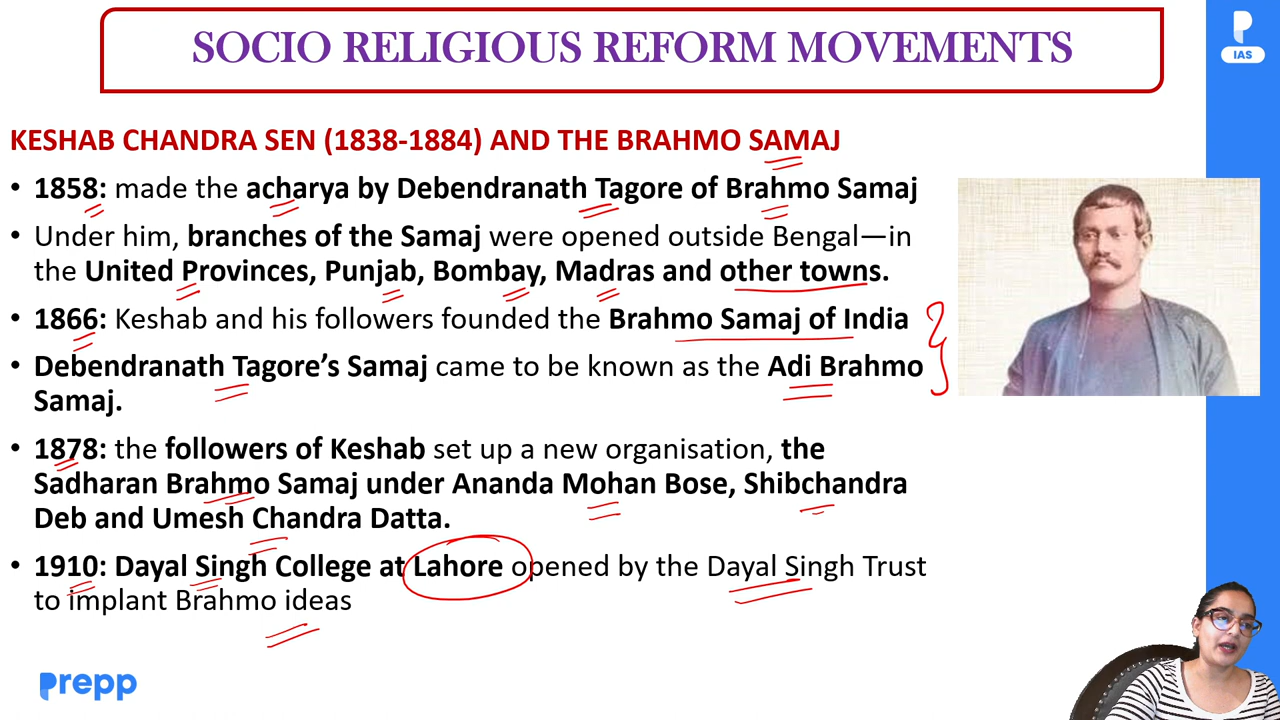 SOCIO RELIGIOUS REFORM MOVEMENTS
IAS
KESHAB CHANDRA SEN (1838-1884) AND THE BRAHMO SAMAJ
• 1858: made the acharya by Debendranath Tagore of Brahmo Samaj
• Under him, branches of the Samaj were opened outside Bengal—in
the United Provinces, Punjab, Bombay, Madras and other towns.
• 1866: Keshab and his followers founded the Brahmo Samaj of India
• Debendranath Tagore’s Samaj came to be known as the Adi Brahmo
Samaj.
• 1878: the followers of Keshab set up a new organisation, the
Sadharan Brahmo Samaj under Ananda Mohan Bose, Shibchandra
Deb and Umesh Chandra Datta.
• 1910: Dayal Singh College at Lahore opened by the Dayal Singh Trust
to implant Brahmo ideas
prepp